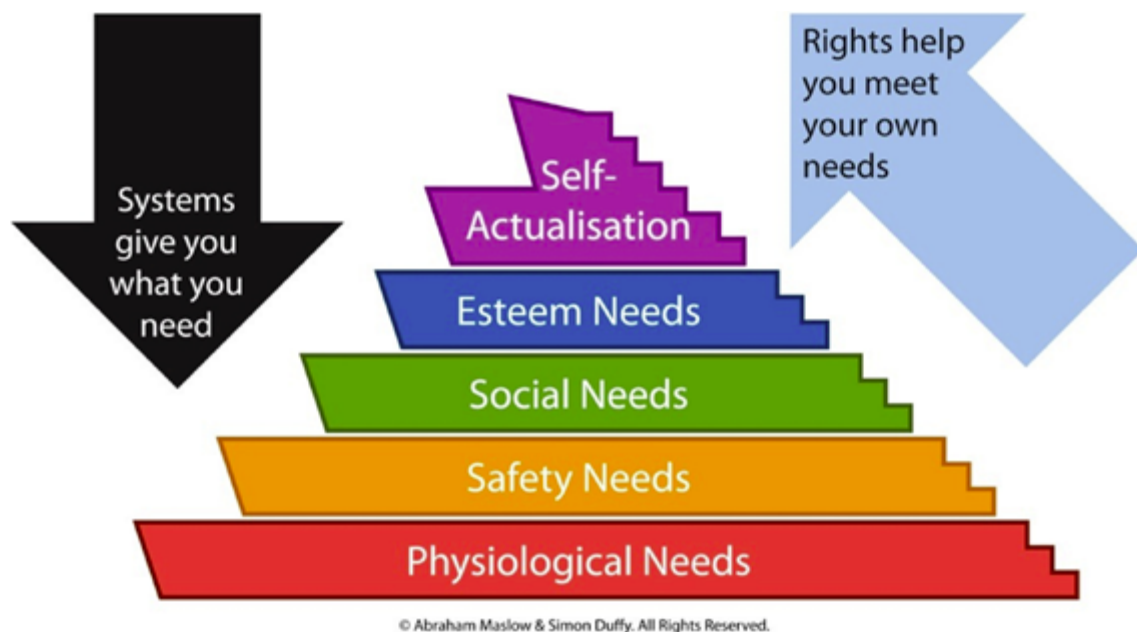 Systems
give you
what you
need
Rights help
you meet
your own
needs
Self-
Actualisation
Esteem Needs
Social Needs
Safety Needs
Physiological Needs
© Abraham Maslow & Simon Duffy. All Rights Reserved.